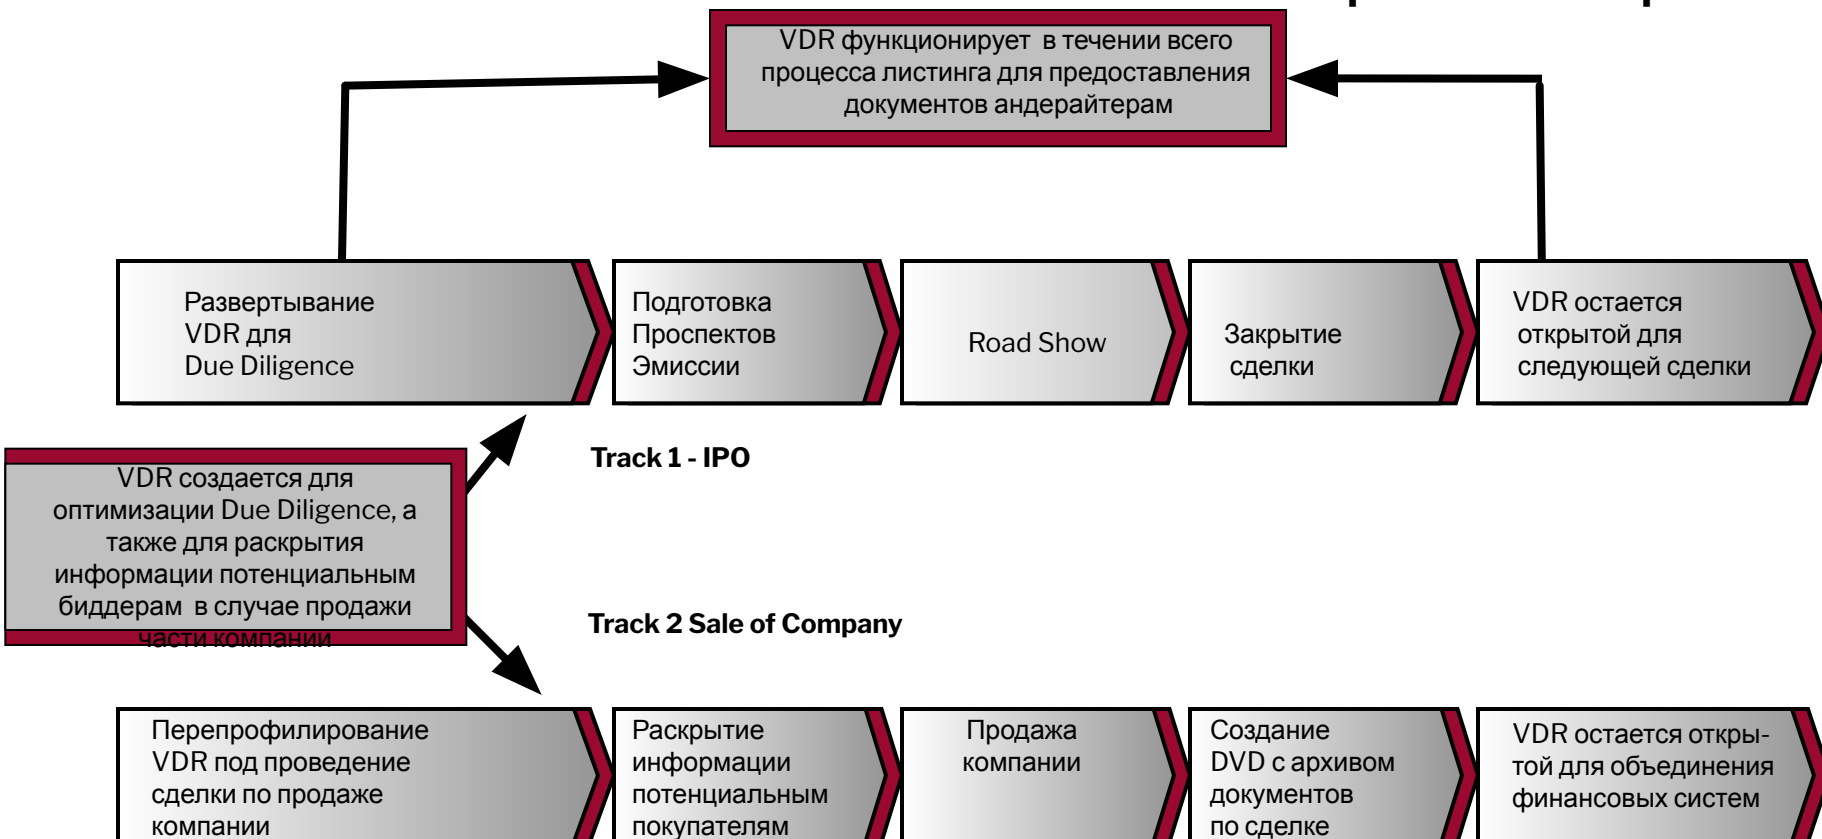 VDR функционирует в течении всего
процесса листинга для предоставления
документов андерайтерам
Развертывание
VDR для
Due Diligence
Подготовка
Проспектов
Эмиссии
Road Show
Закрытие
сделки
VDR остается
открытой для
следующей сделки
Track 1 - IPO
VDR создается для
оптимизации Due Diligence, а
также для раскрытия
информации потенциальным
биддерам в случае продажи
части компании
Track 2 Sale of Company
Перепрофилирование
VDR под проведение
сделки по продаже
компании
Раскрытие
информации
потенциальным
покупателям
Продажа
компании
Создание
DVD с архивом
документов
по сделке
VDR остается откры-
той для объединения
финансовых систем